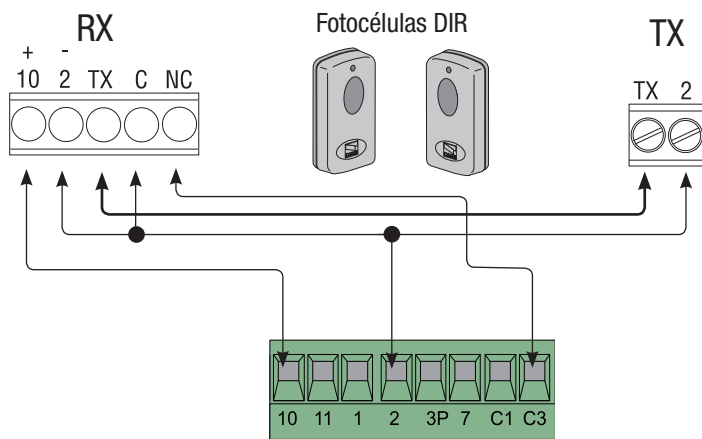 RX
Fotocélulas DIR
TX
+ -
10 2 TX C NC
TX 2
10 11 1 2 3P 7 C1 C3